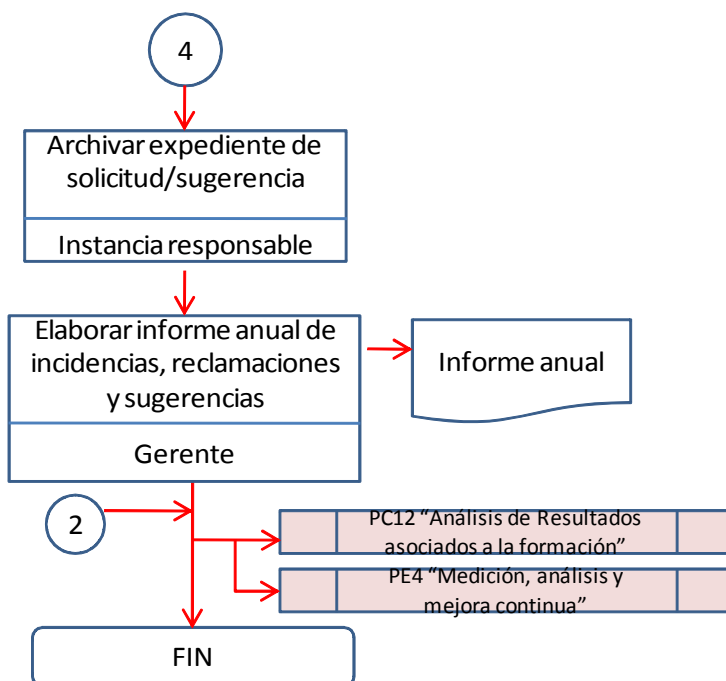 4
Archivar expediente de
solicitud/sugerencia
Instancia responsable
Elaborar informe anual de
incidencias, reclamaciones
y sugerencias
Gerente
Informe anual
2
PC12 “Análisis de Resultados
asociados a la formación”
PE4 “Medición, análisis y
mejora continua”
FIN